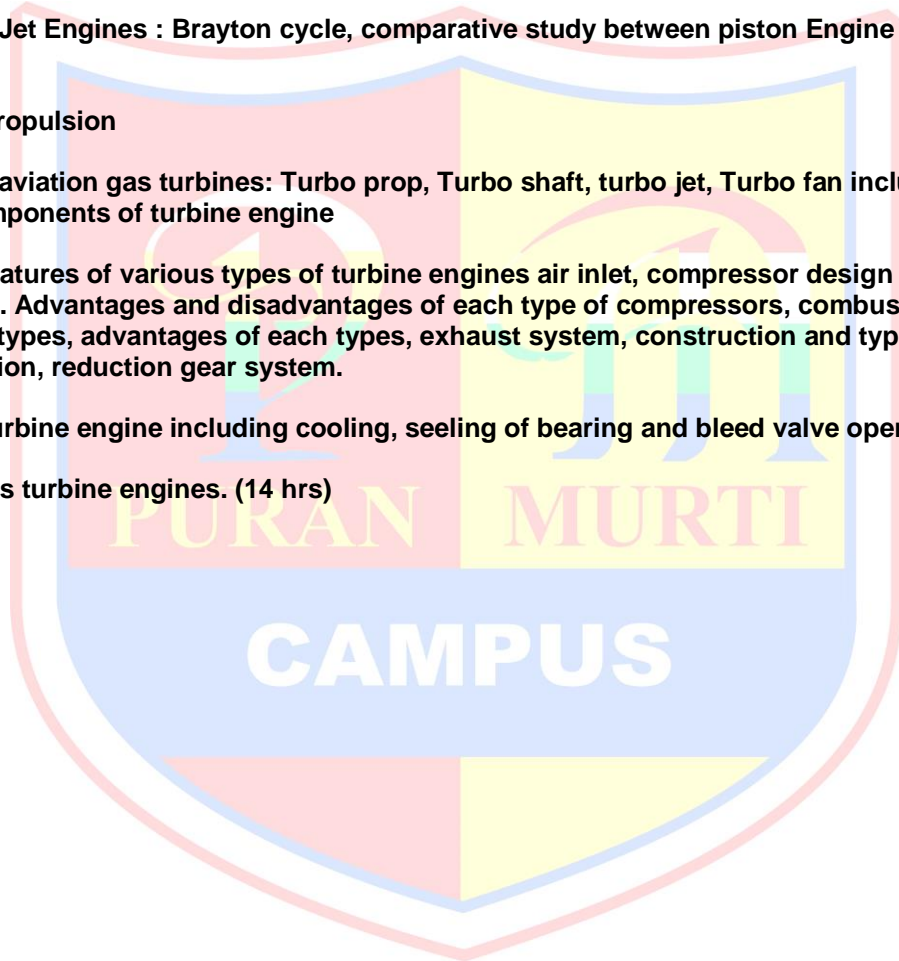 Jet Engines : Brayton cycle, comparative study between piston Engine
ropulsion
aviation gas turbines: Turbo prop, Turbo shaft, turbo jet, Turbo fan inclu
mponents of turbine engine
atures of various types of turbine engines air inlet, compressor design
. Advantages and disadvantages of each type of compressors, combus
types, advantages of each types, exhaust system, construction and typ
ion, reduction gear system.
urbine engine including cooling, seeling of bearing and bleed valve oper
s turbine engines. (14 hrs)
PURAN MURTI
CAMPUS